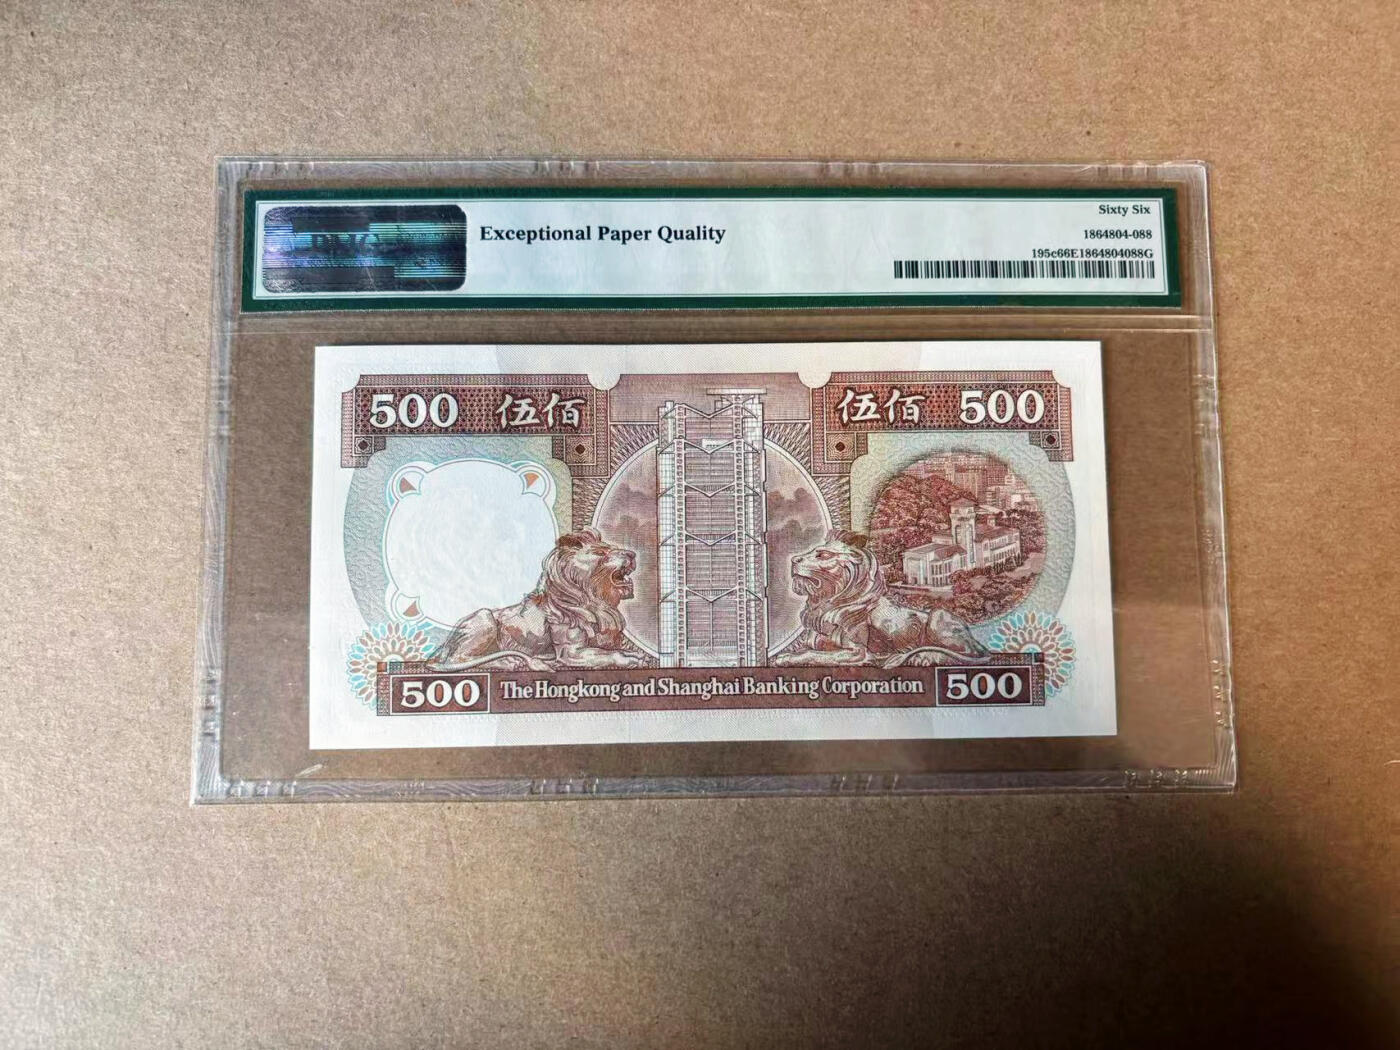 PMG
Exceptional Paper Quality
Sixty Six
1864804-088
195c66E1864804088G
500 伍佰
伍佰 500
500 The Hongkong and Shanghai Banking Corporation 500